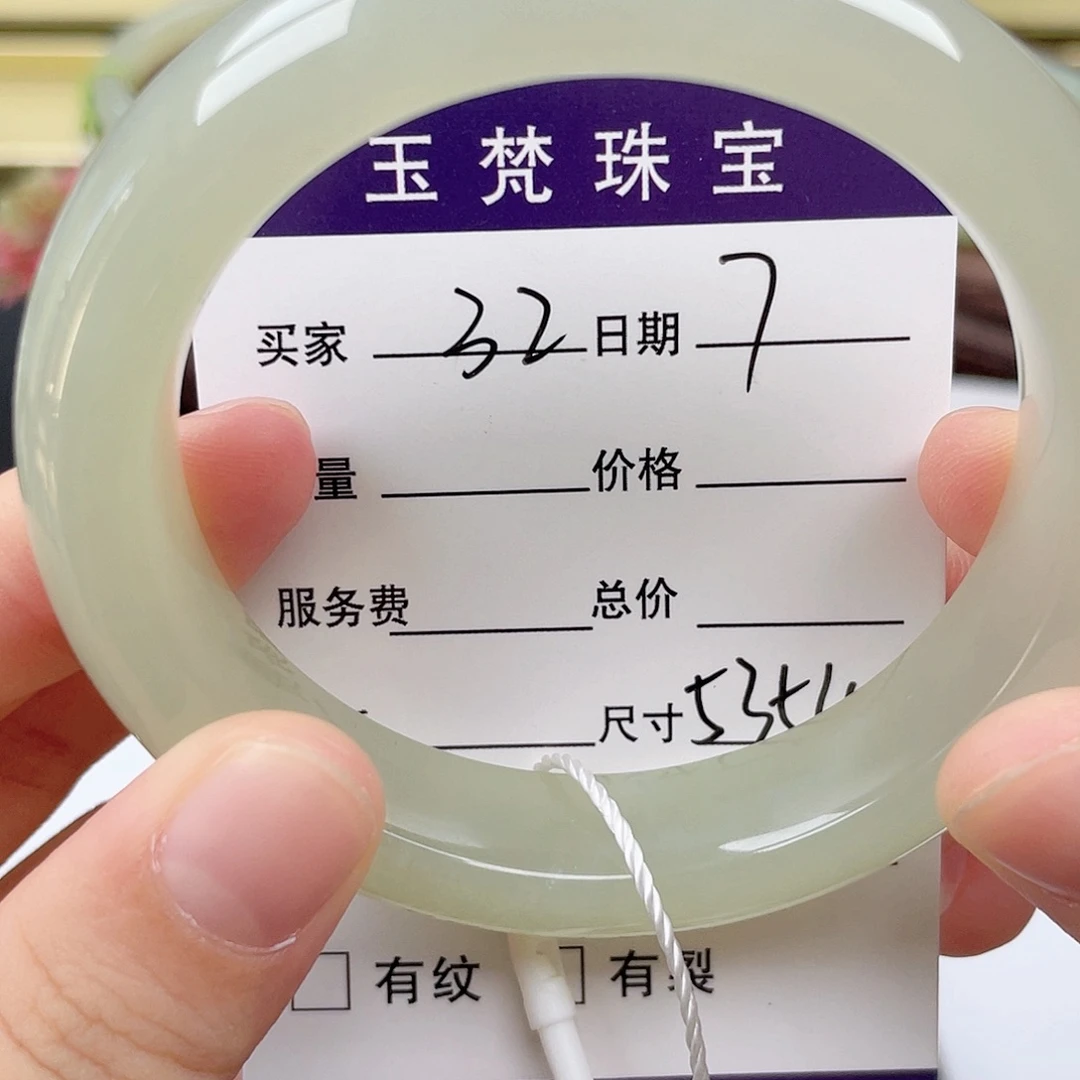 玉梵珠宝
买家 32 日期 7
量 价格
服务费 总价
尺寸 535
有纹 有裂